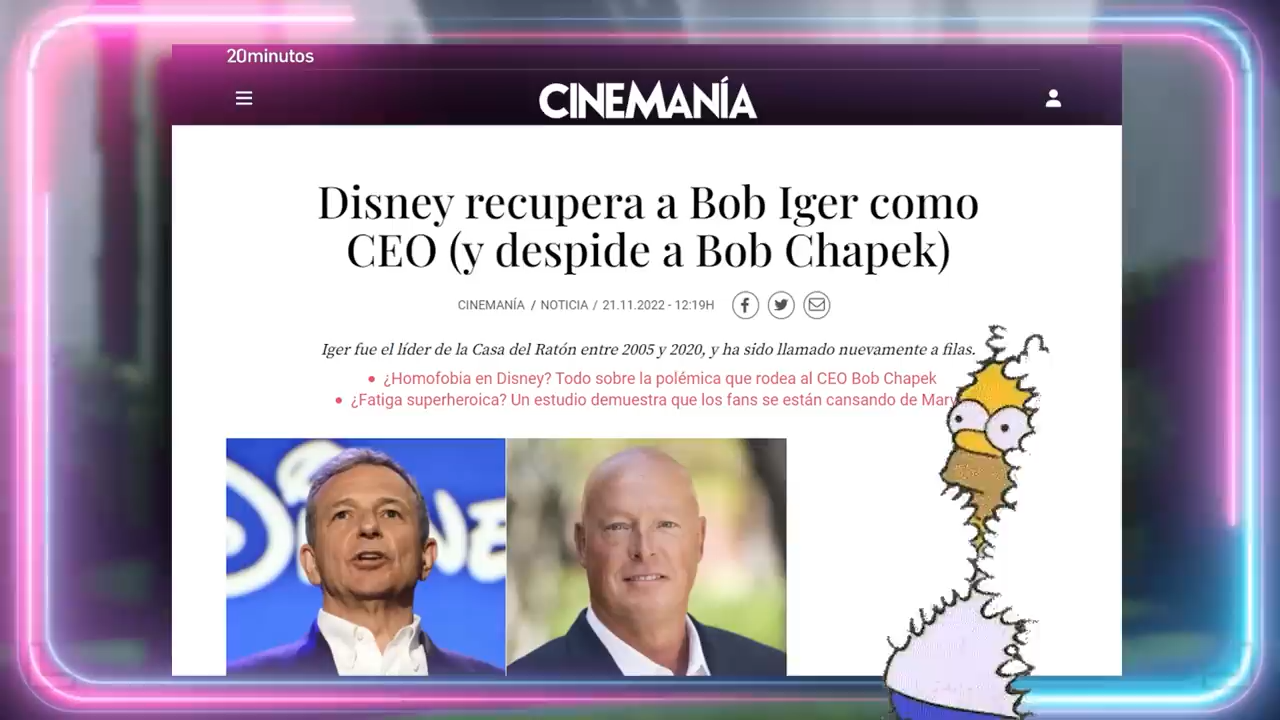 20minutos
CINEMANÍA
Disney recupera a Bob Iger como
CEO (y despide a Bob Chapek)
CINEMANÍA / NOTICIA / 21.11.2022 - 12:19H
Iger fue el líder de la Casa del Ratón entre 2005 y 2020, y ha sido llamado nuevamente a filas.
• ¿Homofobia en Disney? Todo sobre la polémica que rodea al CEO Bob Chapek
• ¿Fatiga superheroica? Un estudio demuestra que los fans se están cansando de